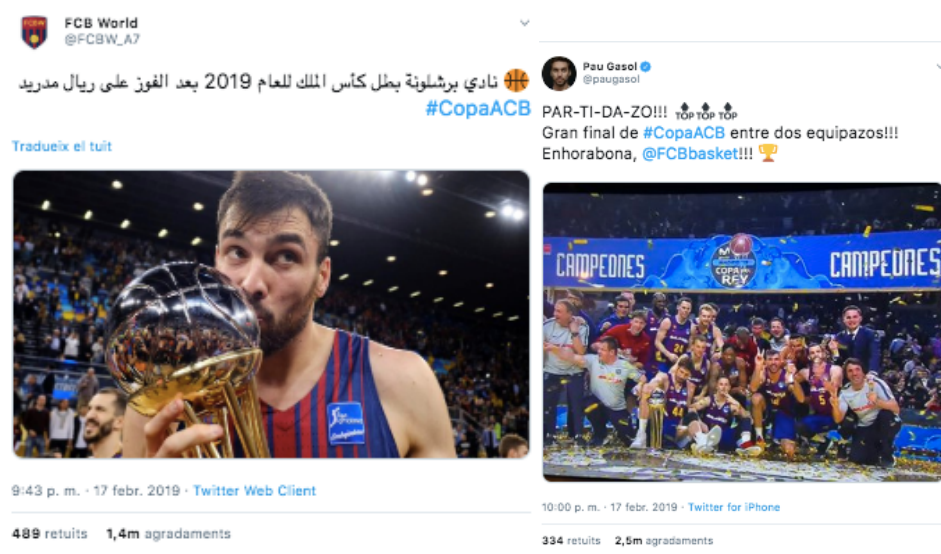 FCB World
@FCBW_A7
نادي برشلونة بطل كأس الملك للعام 2019 بعد الفوز على ريال مدريد
#CopaACB
Tradueix el tuit
9:43 p. m. · 17 febr. 2019 · Twitter Web Client
489 retuits 1,4m agradaments
Pau Gasol
@paugasol
PAR-TI-DA-ZO!!! 🔝🔝🔝
Gran final de #CopaACB entre dos equipazos!!!
Enhorabona, @FCBbasket!!! 🏆
CAMPEONES
COPA DEL REY
CAMPEONES
10:00 p. m. · 17 febr. 2019 · Twitter for iPhone
334 retuits 2,5m agradaments